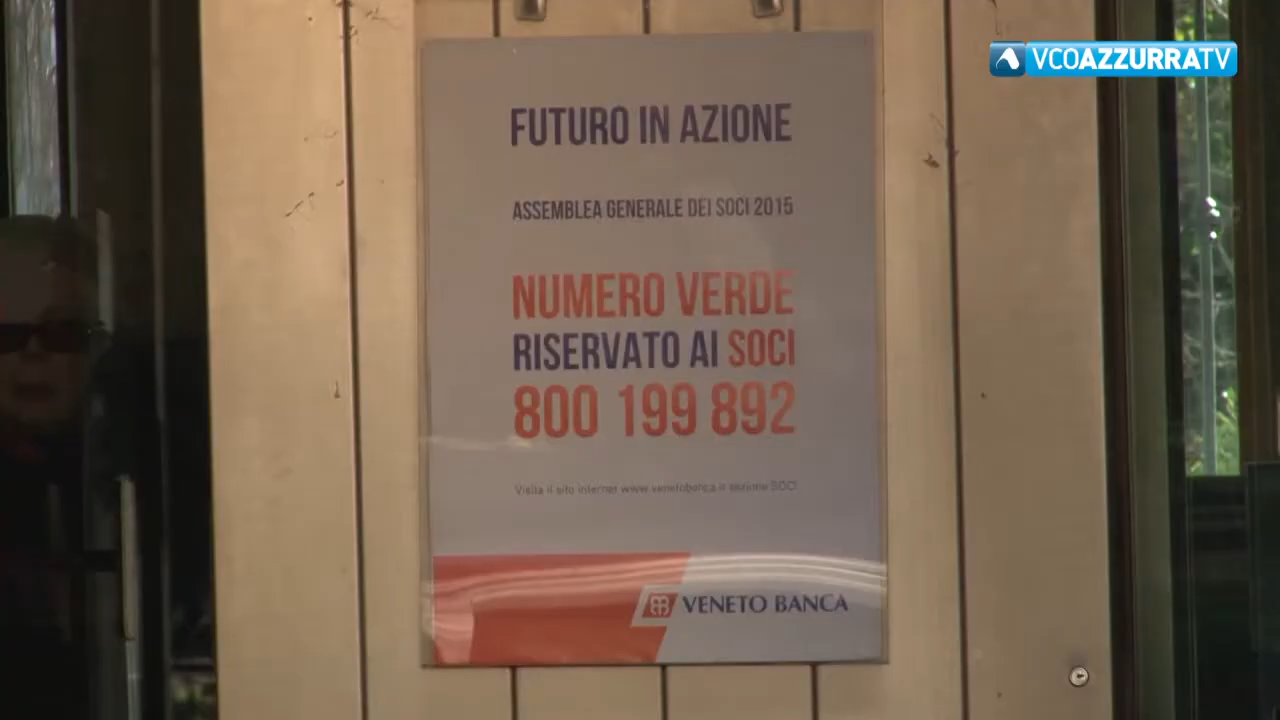 VCOAZZURRATV
FUTURO IN AZIONE
ASSEMBLEA GENERALE DEI SOCI 2015
NUMERO VERDE
RISERVATO AI SOCI
800 199 892
Visita il sito internet www.venetobanca.it sezione SOCI
VENETO BANCA